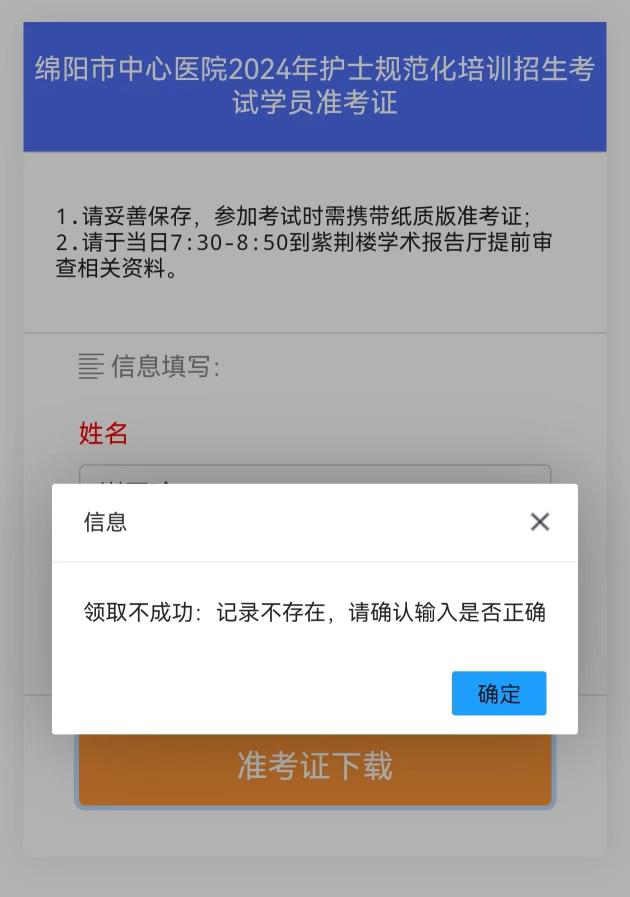 绵阳市中心医院2024年护士规范化培训招生考
试学员准考证
1.请妥善保存，参加考试时需携带纸质版准考证；
2.请于当日7:30-8:50到紫荆楼学术报告厅提前审
查相关资料。
信息填写：
姓名
信息
领取不成功：记录不存在，请确认输入是否正确
确定
准考证下载